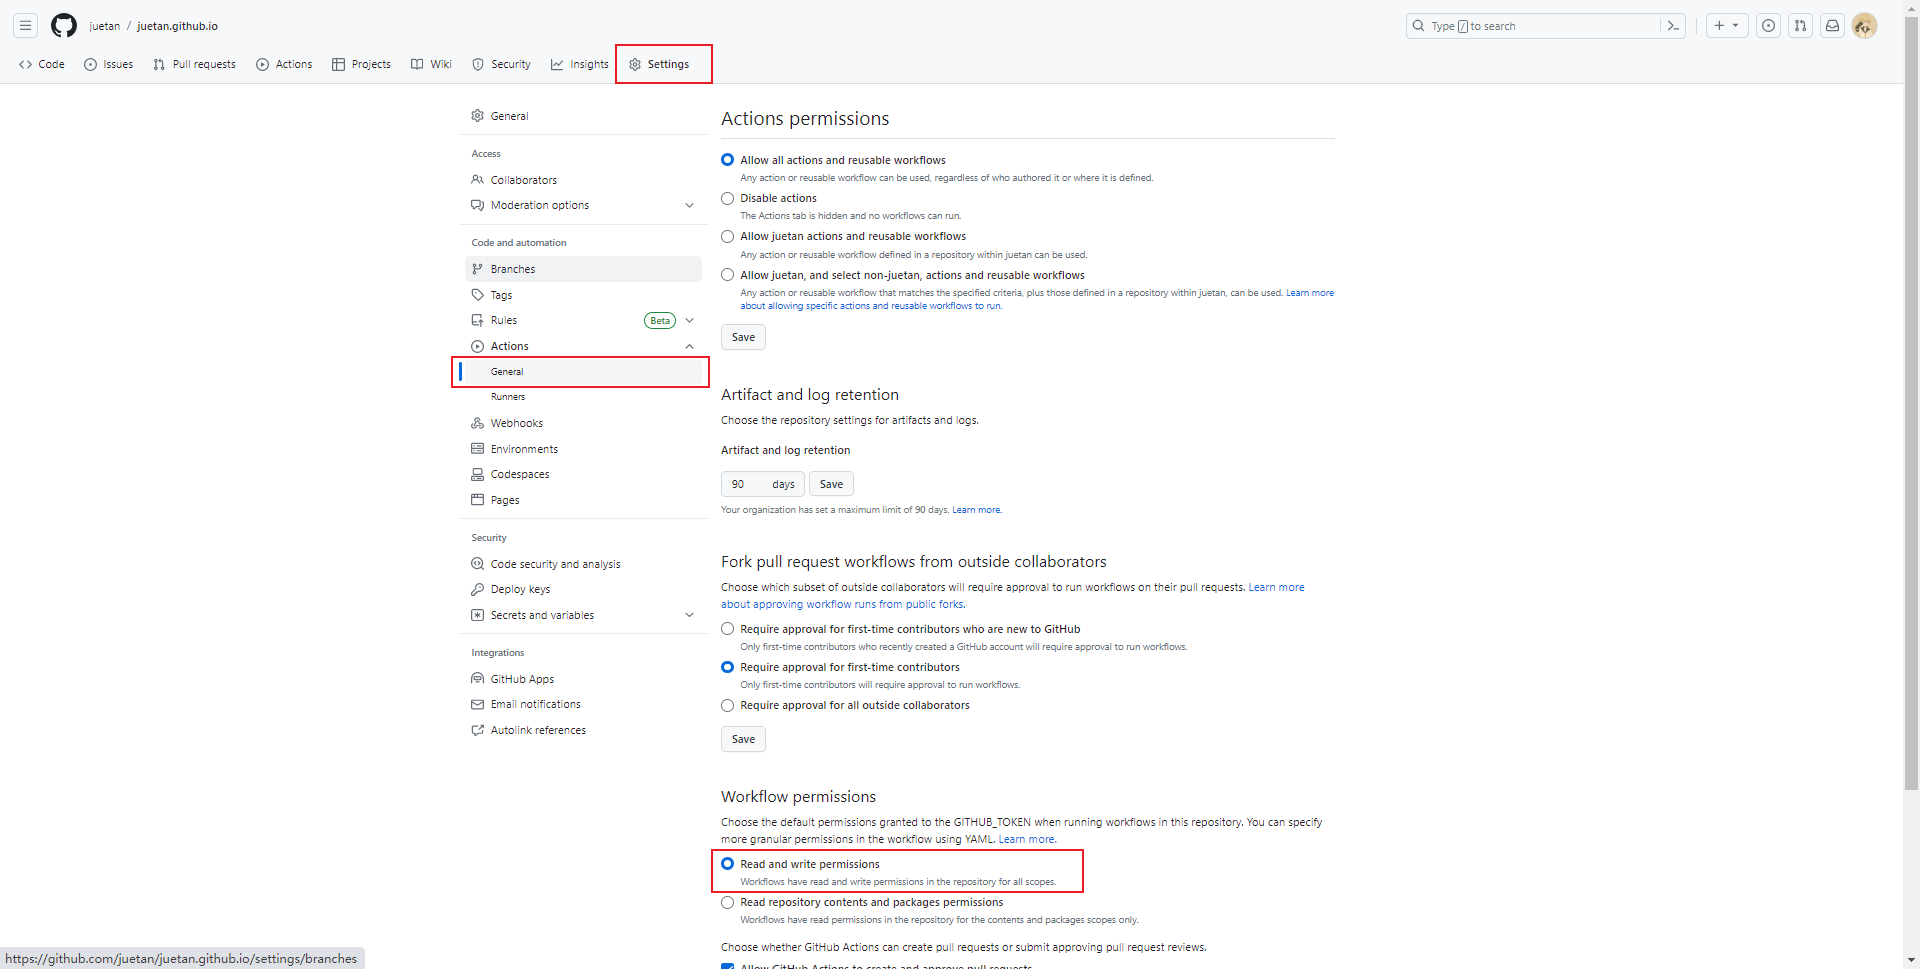 juetan / juetan.github.io
Type / to search
Code Issues Pull requests Actions Projects Wiki Security Insights Settings
General
Access
Collaborators
Moderation options
Code and automation
Branches
Tags
Rules Beta
Actions
General
Runners
Webhooks
Environments
Codespaces
Pages
Security
Code security and analysis
Deploy keys
Secrets and variables
Integrations
GitHub Apps
Email notifications
Autolink references
Actions permissions
Allow all actions and reusable workflows
Any action or reusable workflow can be used, regardless of who authored it or where it is defined.
Disable actions
The Actions tab is hidden and no workflows can run.
Allow juetan actions and reusable workflows
Any action or reusable workflow defined in a repository within juetan can be used.
Allow juetan, and select non-juetan, actions and reusable workflows
Any action or reusable workflow that matches the specified criteria, plus those defined in a repository within juetan, can be used. Learn more
about allowing specific actions and reusable workflows to run.
Save
Artifact and log retention
Choose the repository settings for artifacts and logs.
Artifact and log retention
90 days Save
Your organization has set a maximum limit of 90 days. Learn more.
Fork pull request workflows from outside collaborators
Choose which subset of outside collaborators will require approval to run workflows on their pull requests. Learn more
about approving workflow runs from public forks.
Require approval for first-time contributors who are new to GitHub
Only first-time contributors who recently created a GitHub account will require approval to run workflows.
Require approval for first-time contributors
Only first-time contributors will require approval to run workflows.
Require approval for all outside collaborators
Save
Workflow permissions
Choose the default permissions granted to the GITHUB_TOKEN when running workflows in this repository. You can specify
more granular permissions in the workflow using YAML. Learn more.
Read and write permissions
Workflows have read and write permissions in the repository for all scopes.
Read repository contents and packages permissions
Workflows have read permissions in the repository for the contents and packages scopes only.
Choose whether GitHub Actions can create pull requests or submit approving pull request reviews.
Allow GitHub Actions to create and approve pull requests
https://github.com/juetan/juetan.github.io/settings/branches